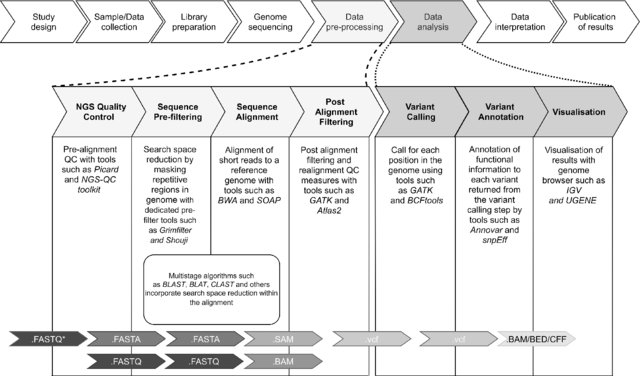 Study
design
Sample/Data
collection
Library
preparation
Genome
sequencing
Data
pre-processing
Data
analysis
Data
interpretation
Publication
of results
NGS Quality
Control
Sequence
Pre-filtering
Sequence
Alignment
Post
Alignment
Filtering
Variant
Calling
Variant
Annotation
Visualisation
Pre-alignment
QC with tools
such as Picard
and NGS-QC
toolkit
Search space
reduction by
masking
repetitive
regions in
genome with
dedicated pre-
filter tools such
as Grimfilter
and Shouji
Alignment of
short reads to a
reference
genome with
tools such as
BWA and SOAP
Post alignment
filtering and
realignment QC
measures with
tools such as
GATK and
Atlas2
Call for each
position in the
genome using
tools such as
GATK and
BCFtools
Annotation of
functional
information to
each variant
returned from
the variant
calling step by
tools such as
Annovar and
snpEff
Visualisation of
results with
genome
browser such as
IGV
and UGENE
Multistage algorithms such
as BLAST, BLAT, CLAST and others
incorporate search space reduction within
the alignment
.FASTQ*
.FASTA
.FASTA
.SAM
.vcf
.vcf
.BAM/BED/CFF
.FASTQ
.FASTQ
.BAM